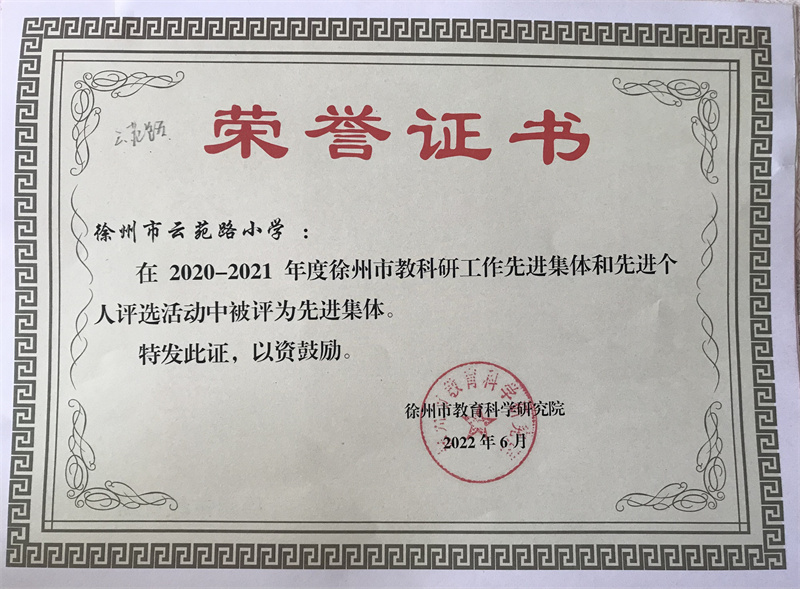 荣誉证书
云苑路
徐州市云苑路小学：
在 2020-2021 年度徐州市教科研工作先进集体和先进个
人评选活动中被评为先进集体。
特发此证，以资鼓励。
徐州市教育科学研究院
2022 年 6 月